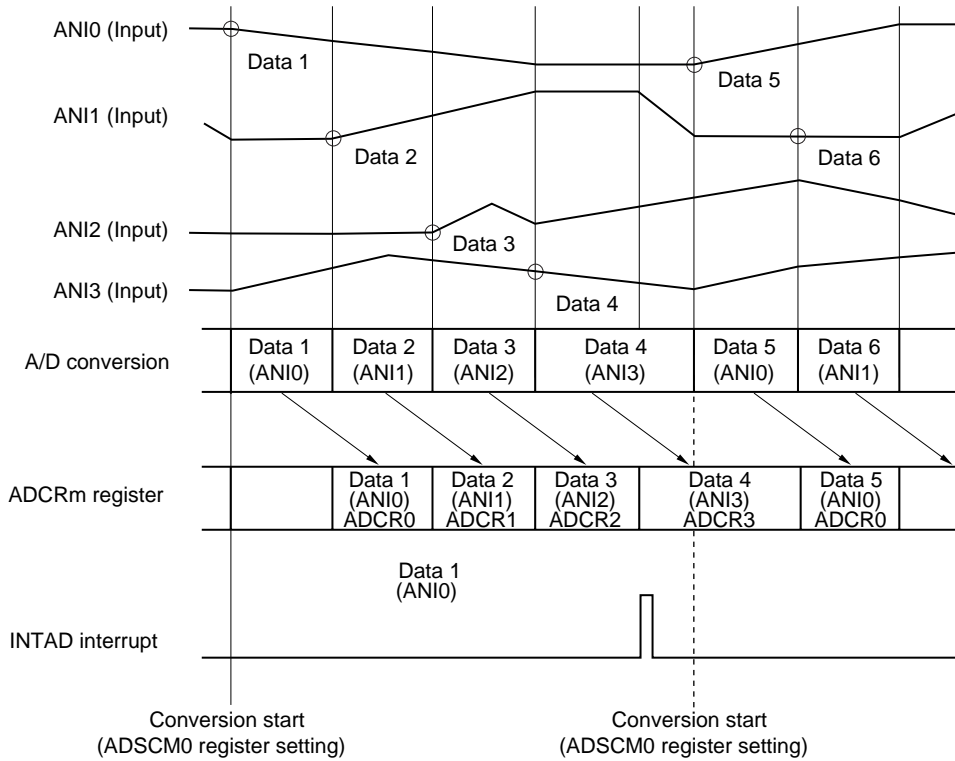 ANI0 (Input)
Data 1
Data 5
ANI1 (Input)
Data 2
Data 6
ANI2 (Input)
Data 3
ANI3 (Input)
Data 4
A/D conversion
Data 1
(ANI0)
Data 2
(ANI1)
Data 3
(ANI2)
Data 4
(ANI3)
Data 5
(ANI0)
Data 6
(ANI1)
ADCRm register
Data 1
(ANI0)
ADCR0
Data 2
(ANI1)
ADCR1
Data 3
(ANI2)
ADCR2
Data 4
(ANI3)
ADCR3
Data 5
(ANI0)
ADCR0
Data 1
(ANI0)
INTAD interrupt
Conversion start
(ADSCM0 register setting)
Conversion start
(ADSCM0 register setting)